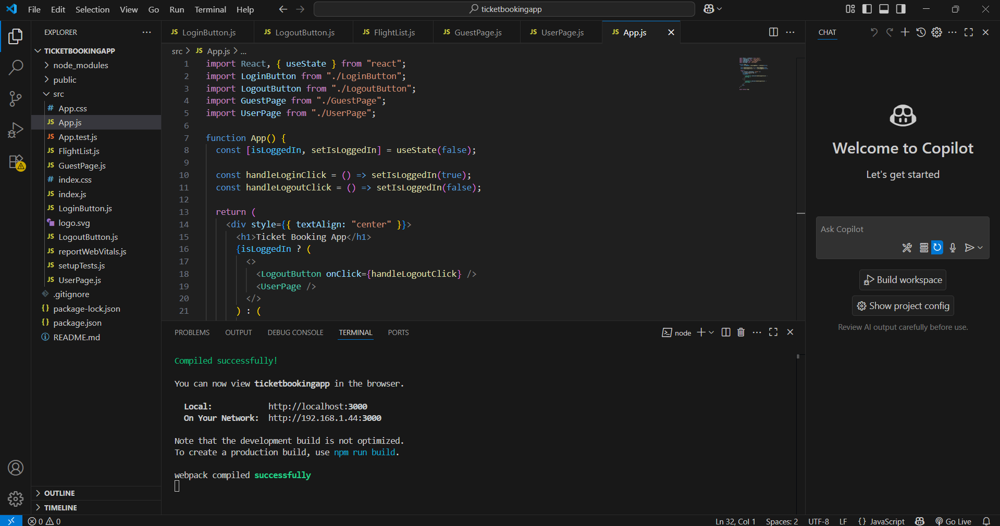 File Edit Selection View Go Run Terminal Help
ticketbookingapp
EXPLORER
TICKETBOOKINGAPP
node_modules
public
src
# App.css
JS App.js
JS App.test.js
JS FlightList.js
JS GuestPage.js
# index.css
JS index.js
JS LoginButton.js
logo.svg
JS LogoutButton.js
JS reportWebVitals.js
JS setupTests.js
JS UserPage.js
.gitignore
{} package-lock.json
{} package.json
README.md
OUTLINE
TIMELINE
JS LoginButton.js JS LogoutButton.js JS FlightList.js JS GuestPage.js JS UserPage.js JS App.js
src > JS App.js > ...
1 import React, { useState } from "react";
2 import LoginButton from "./LoginButton";
3 import LogoutButton from "./LogoutButton";
4 import GuestPage from "./GuestPage";
5 import UserPage from "./UserPage";
6
7 function App() {
8 const [isLoggedIn, setIsLoggedIn] = useState(false);
9
10 const handleLoginClick = () => setIsLoggedIn(true);
11 const handleLogoutClick = () => setIsLoggedIn(false);
12
13 return (
14 <div style={{ textAlign: "center" }}>
15 <h1>Ticket Booking App</h1>
16 {isLoggedIn ? (
17 <>
18 <LogoutButton onClick={handleLogoutClick} />
19 <UserPage />
20 </>
21 ) : (
PROBLEMS OUTPUT DEBUG CONSOLE TERMINAL PORTS
node
Compiled successfully!
You can now view ticketbookingapp in the browser.
Local: http://localhost:3000
On Your Network: http://192.168.1.44:3000
Note that the development build is not optimized.
To create a production build, use npm run build.
webpack compiled successfully
CHAT
Welcome to Copilot
Let's get started
Ask Copilot
Build workspace
Show project config
Review AI output carefully before use.
0 0
Ln 32, Col 1 Spaces: 2 UTF-8 LF {} JavaScript Go Live